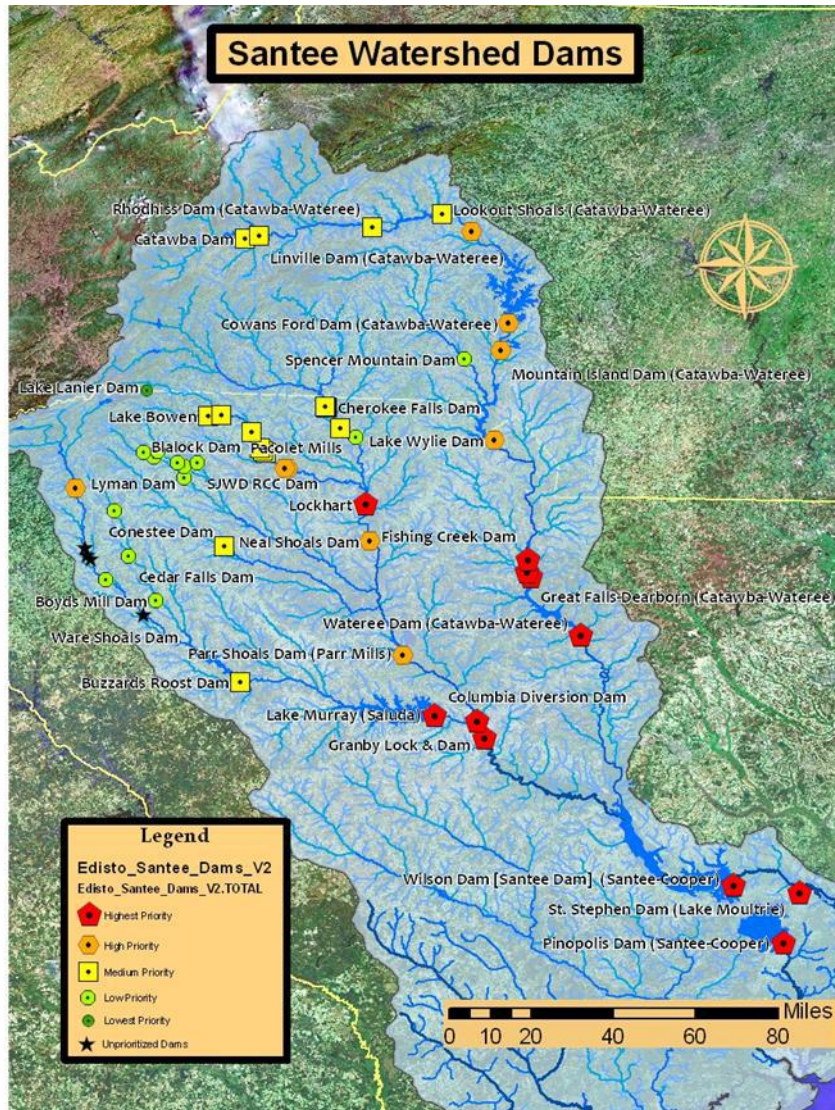 Santee Watershed Dams
Rhodhiss Dam (Catawba-Wateree)
Lookout Shoals (Catawba-Wateree)
Catawba Dam
Linville Dam (Catawba-Wateree)
Cowans Ford Dam (Catawba-Wateree)
Spencer Mountain Dam
Mountain Island Dam (Catawba-Wateree)
Lake Lanier Dam
Lake Bowen
Cherokee Falls Dam
Blalock Dam
Pacolet Mills
Lake Wylie Dam
Lyman Dam
SJWD RCC Dam
Lockhart
Conestee Dam
Neal Shoals Dam
Fishing Creek Dam
Cedar Falls Dam
Great Falls-Dearborn (Catawba-Wateree)
Boyds Mill Dam
Wateree Dam (Catawba-Wateree)
Ware Shoals Dam
Parr Shoals Dam (Parr Mills)
Buzzards Roost Dam
Columbia Diversion Dam
Lake Murray (Saluda)
Granby Lock & Dam
Wilson Dam [Santee Dam] (Santee-Cooper)
St. Stephen Dam (Lake Moultrie)
Pinopolis Dam (Santee-Cooper)
Legend
Edisto_Santee_Dams_V2
Edisto_Santee_Dams_V2.TOTAL
Highest Priority
High Priority
Medium Priority
Low Priority
Lowest Priority
Unprioritized Dams
Miles
0 10 20 40 60 80